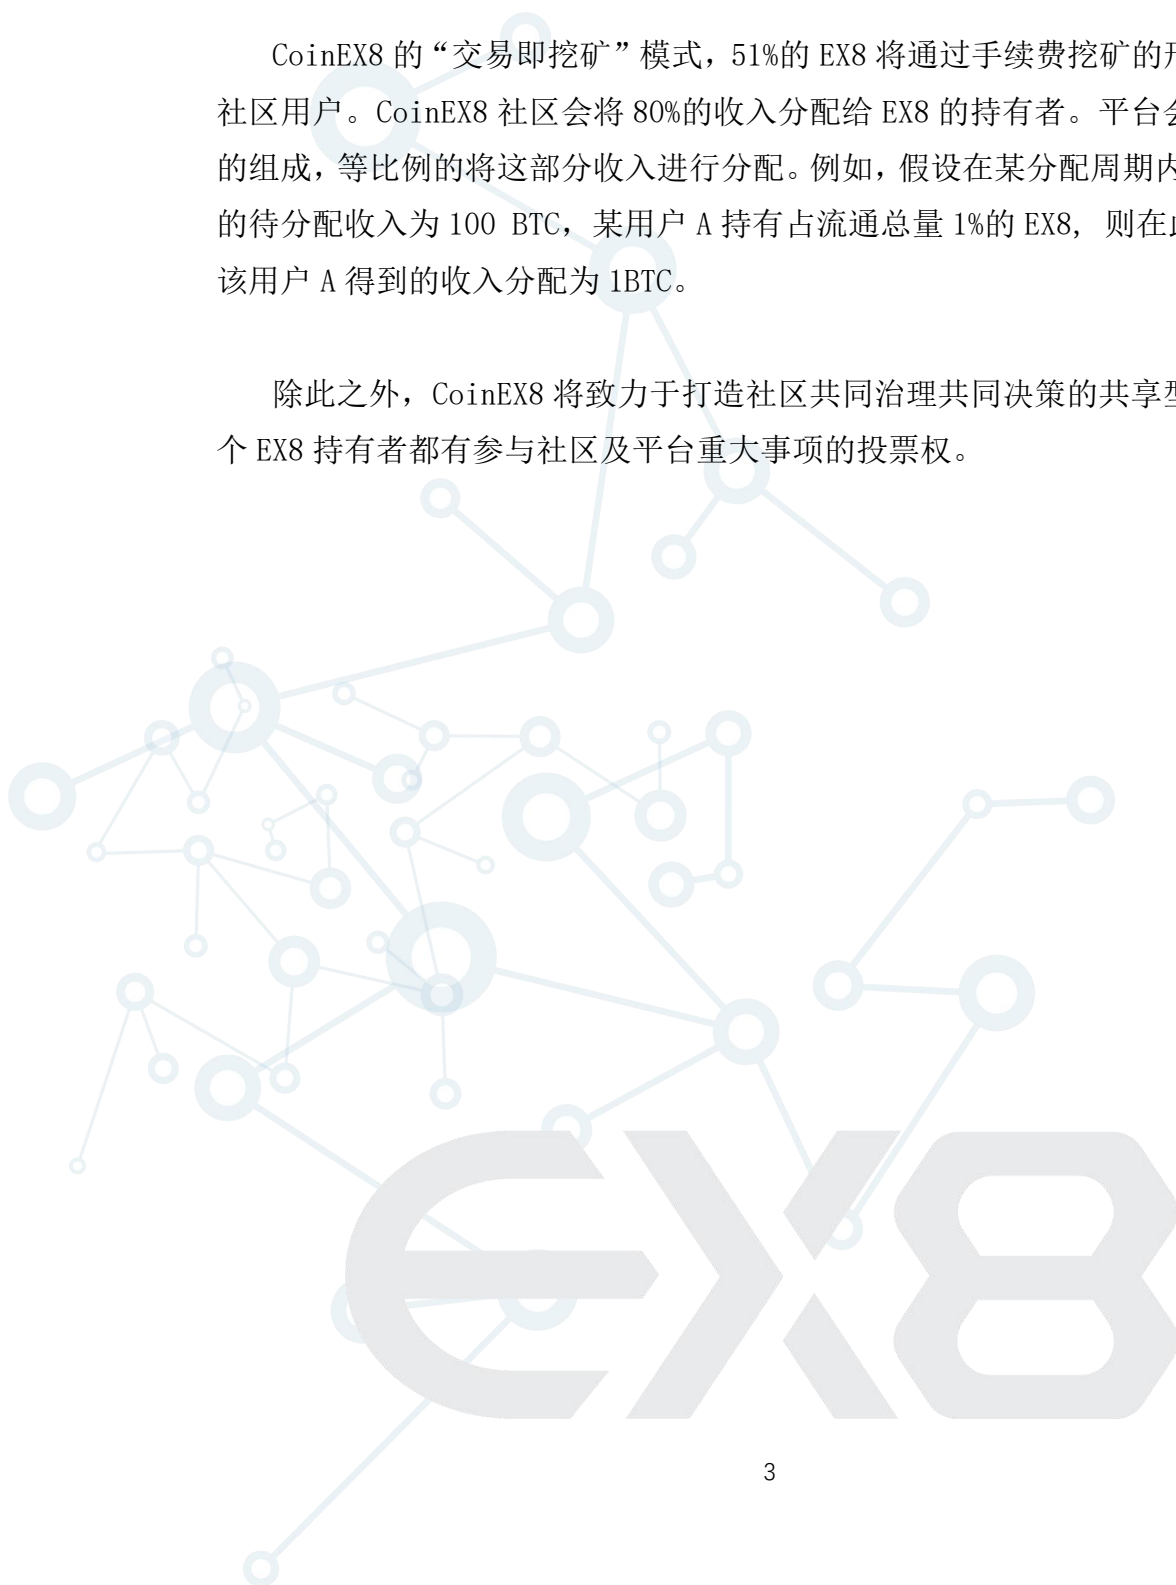 CoinEX8 的“交易即挖矿”模式，51%的 EX8 将通过手续费挖矿的
社区用户。CoinEX8 社区会将 80%的收入分配给 EX8 的持有者。平台
的组成，等比例的将这部分收入进行分配。例如，假设在某分配周期内
的待分配收入为 100 BTC，某用户 A 持有占流通总量 1%的 EX8, 则在
该用户 A 得到的收入分配为 1BTC。
除此之外，CoinEX8 将致力于打造社区共同治理共同决策的共享
个 EX8 持有者都有参与社区及平台重大事项的投票权。
EX8
3